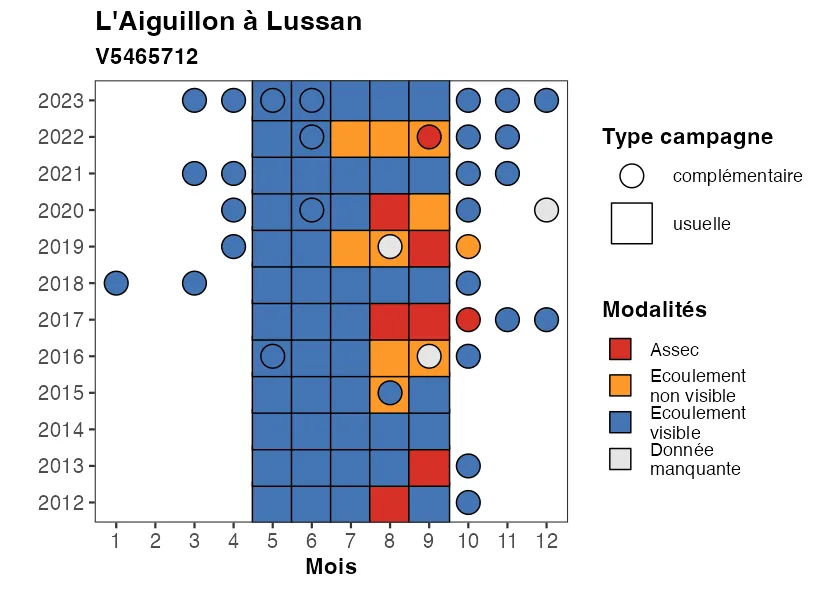 L'Aiguillon à Lussan
V5465712
2023
2022
2021
2020
2019
2018
2017
2016
2015
2014
2013
2012
1 2 3 4 5 6 7 8 9 10 11 12
Mois
Type campagne
complémentaire
usuelle
Modalités
Assec
Ecoulement
non visible
Ecoulement
visible
Donnée
manquante